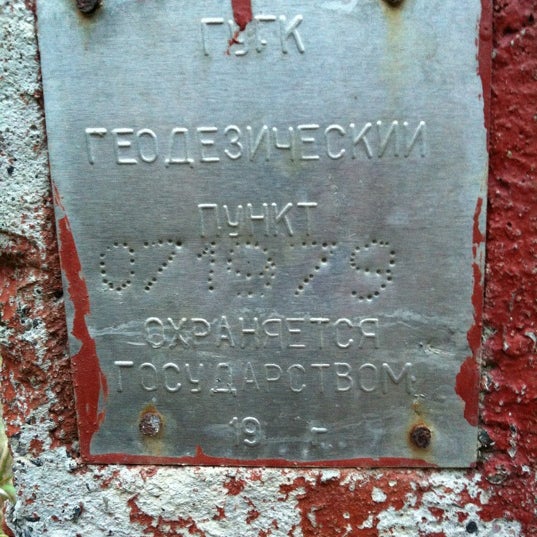 ГУГК
ГЕОДЕЗИЧЕСКИЙ
ПУНКТ
071979
ОХРАНЯЕТСЯ
ГОСУДАРСТВОМ
19 -